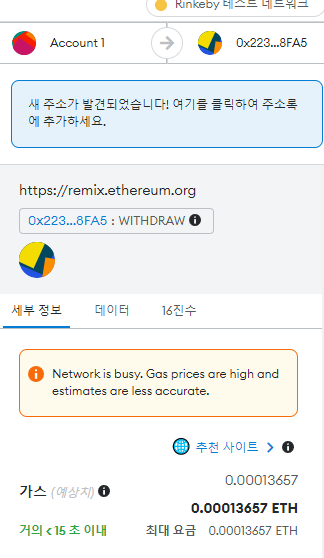 Rinkeby 테스트 네트워크
Account 1
0x223...8FA5
새 주소가 발견되었습니다! 여기를 클릭하여 주소록
에 추가하세요.
https://remix.ethereum.org
0x223...8FA5 : WITHDRAW
세부 정보 데이터 16진수
Network is busy. Gas prices are high and
estimates are less accurate.
추천 사이트
0.00013657
가스 (예상치)
0.00013657 ETH
거의 < 15 초 이내 최대 요금 0.00013657 ETH